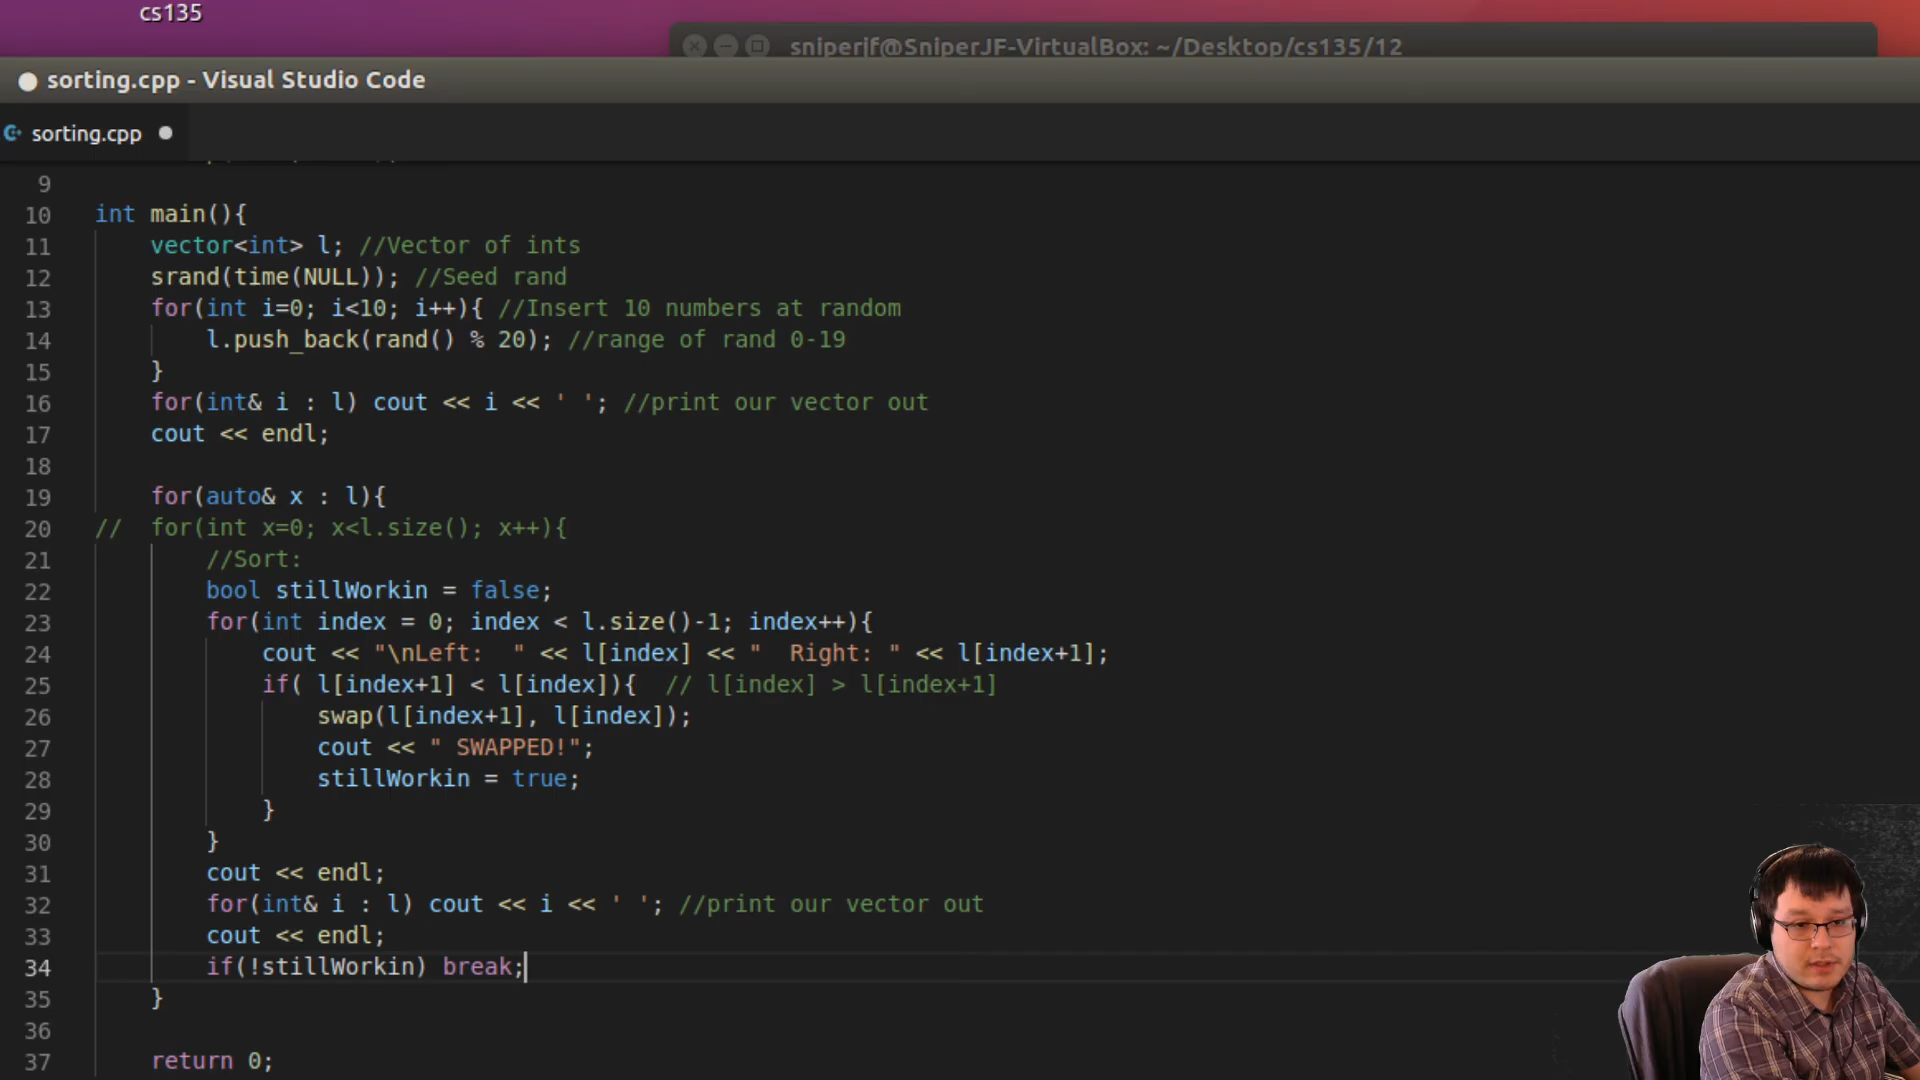 cs135
sniperjf@SniperJF-VirtualBox: ~/Desktop/cs135/12
sorting.cpp - Visual Studio Code
sorting.cpp
9
10 int main(){
11 vector<int> l; //Vector of ints
12 srand(time(NULL)); //Seed rand
13 for(int i=0; i<10; i++){ //Insert 10 numbers at random
14 l.push_back(rand() % 20); //range of rand 0-19
15 }
16 for(int& i : l) cout << i << ' '; //print our vector out
17 cout << endl;
18
19 for(auto& x : l){
20 // for(int x=0; x<l.size(); x++){
21 //Sort:
22 bool stillWorkin = false;
23 for(int index = 0; index < l.size()-1; index++){
24 cout << "\nLeft:  " << l[index] << "  Right: " << l[index+1];
25 if( l[index+1] < l[index]){  // l[index] > l[index+1]
26 swap(l[index+1], l[index]);
27 cout << " SWAPPED!";
28 stillWorkin = true;
29 }
30 }
31 cout << endl;
32 for(int& i : l) cout << i << ' '; //print our vector out
33 cout << endl;
34 if(!stillWorkin) break;
35 }
36
37 return 0;